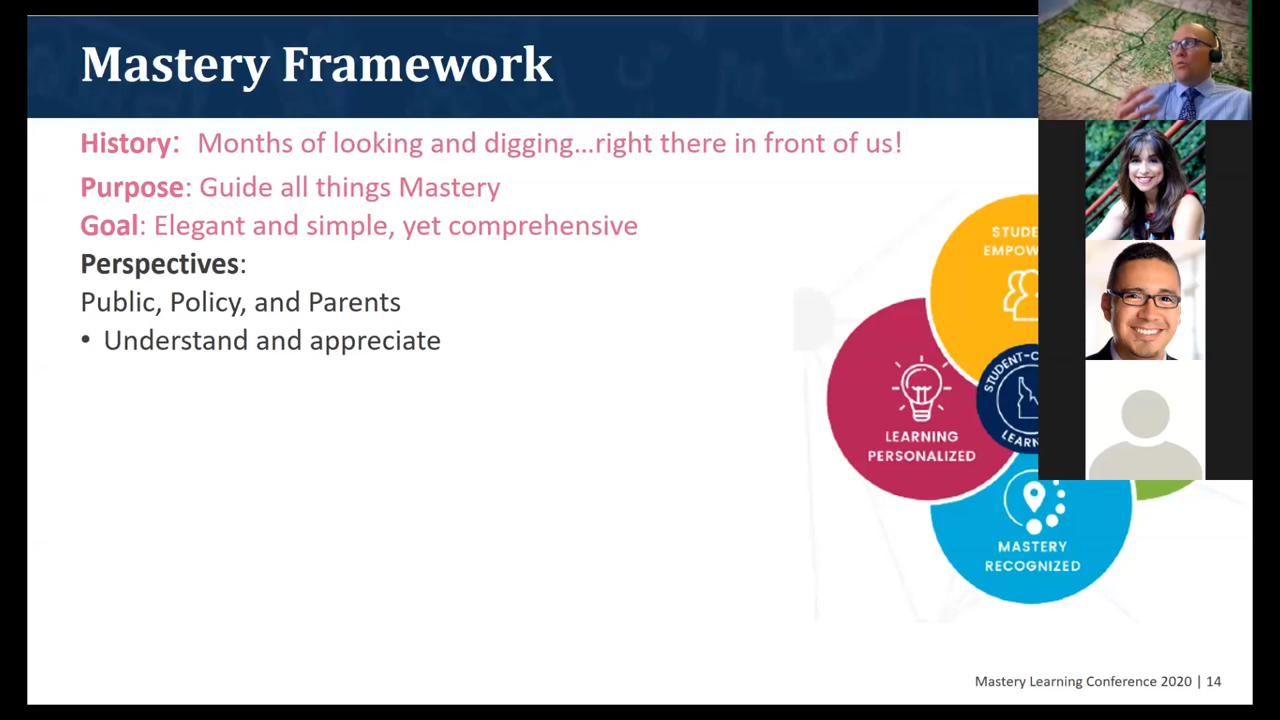 Mastery Framework
History: Months of looking and digging...right there in front of us!
Purpose: Guide all things Mastery
Goal: Elegant and simple, yet comprehensive
Perspectives:
Public, Policy, and Parents
• Understand and appreciate
LEARNING
PERSONALIZED
MASTERY
RECOGNIZED
Mastery Learning Conference 2020 | 14